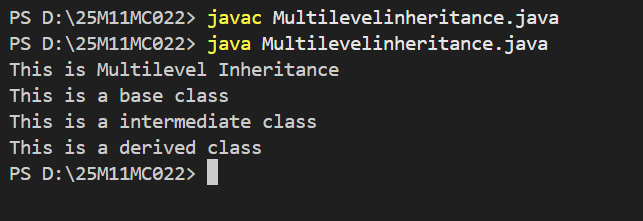 PS D:\25M11MC022> javac Multilevelinheritance.java
PS D:\25M11MC022> java Multilevelinheritance.java
This is Multilevel Inheritance
This is a base class
This is a intermediate class
This is a derived class
PS D:\25M11MC022>